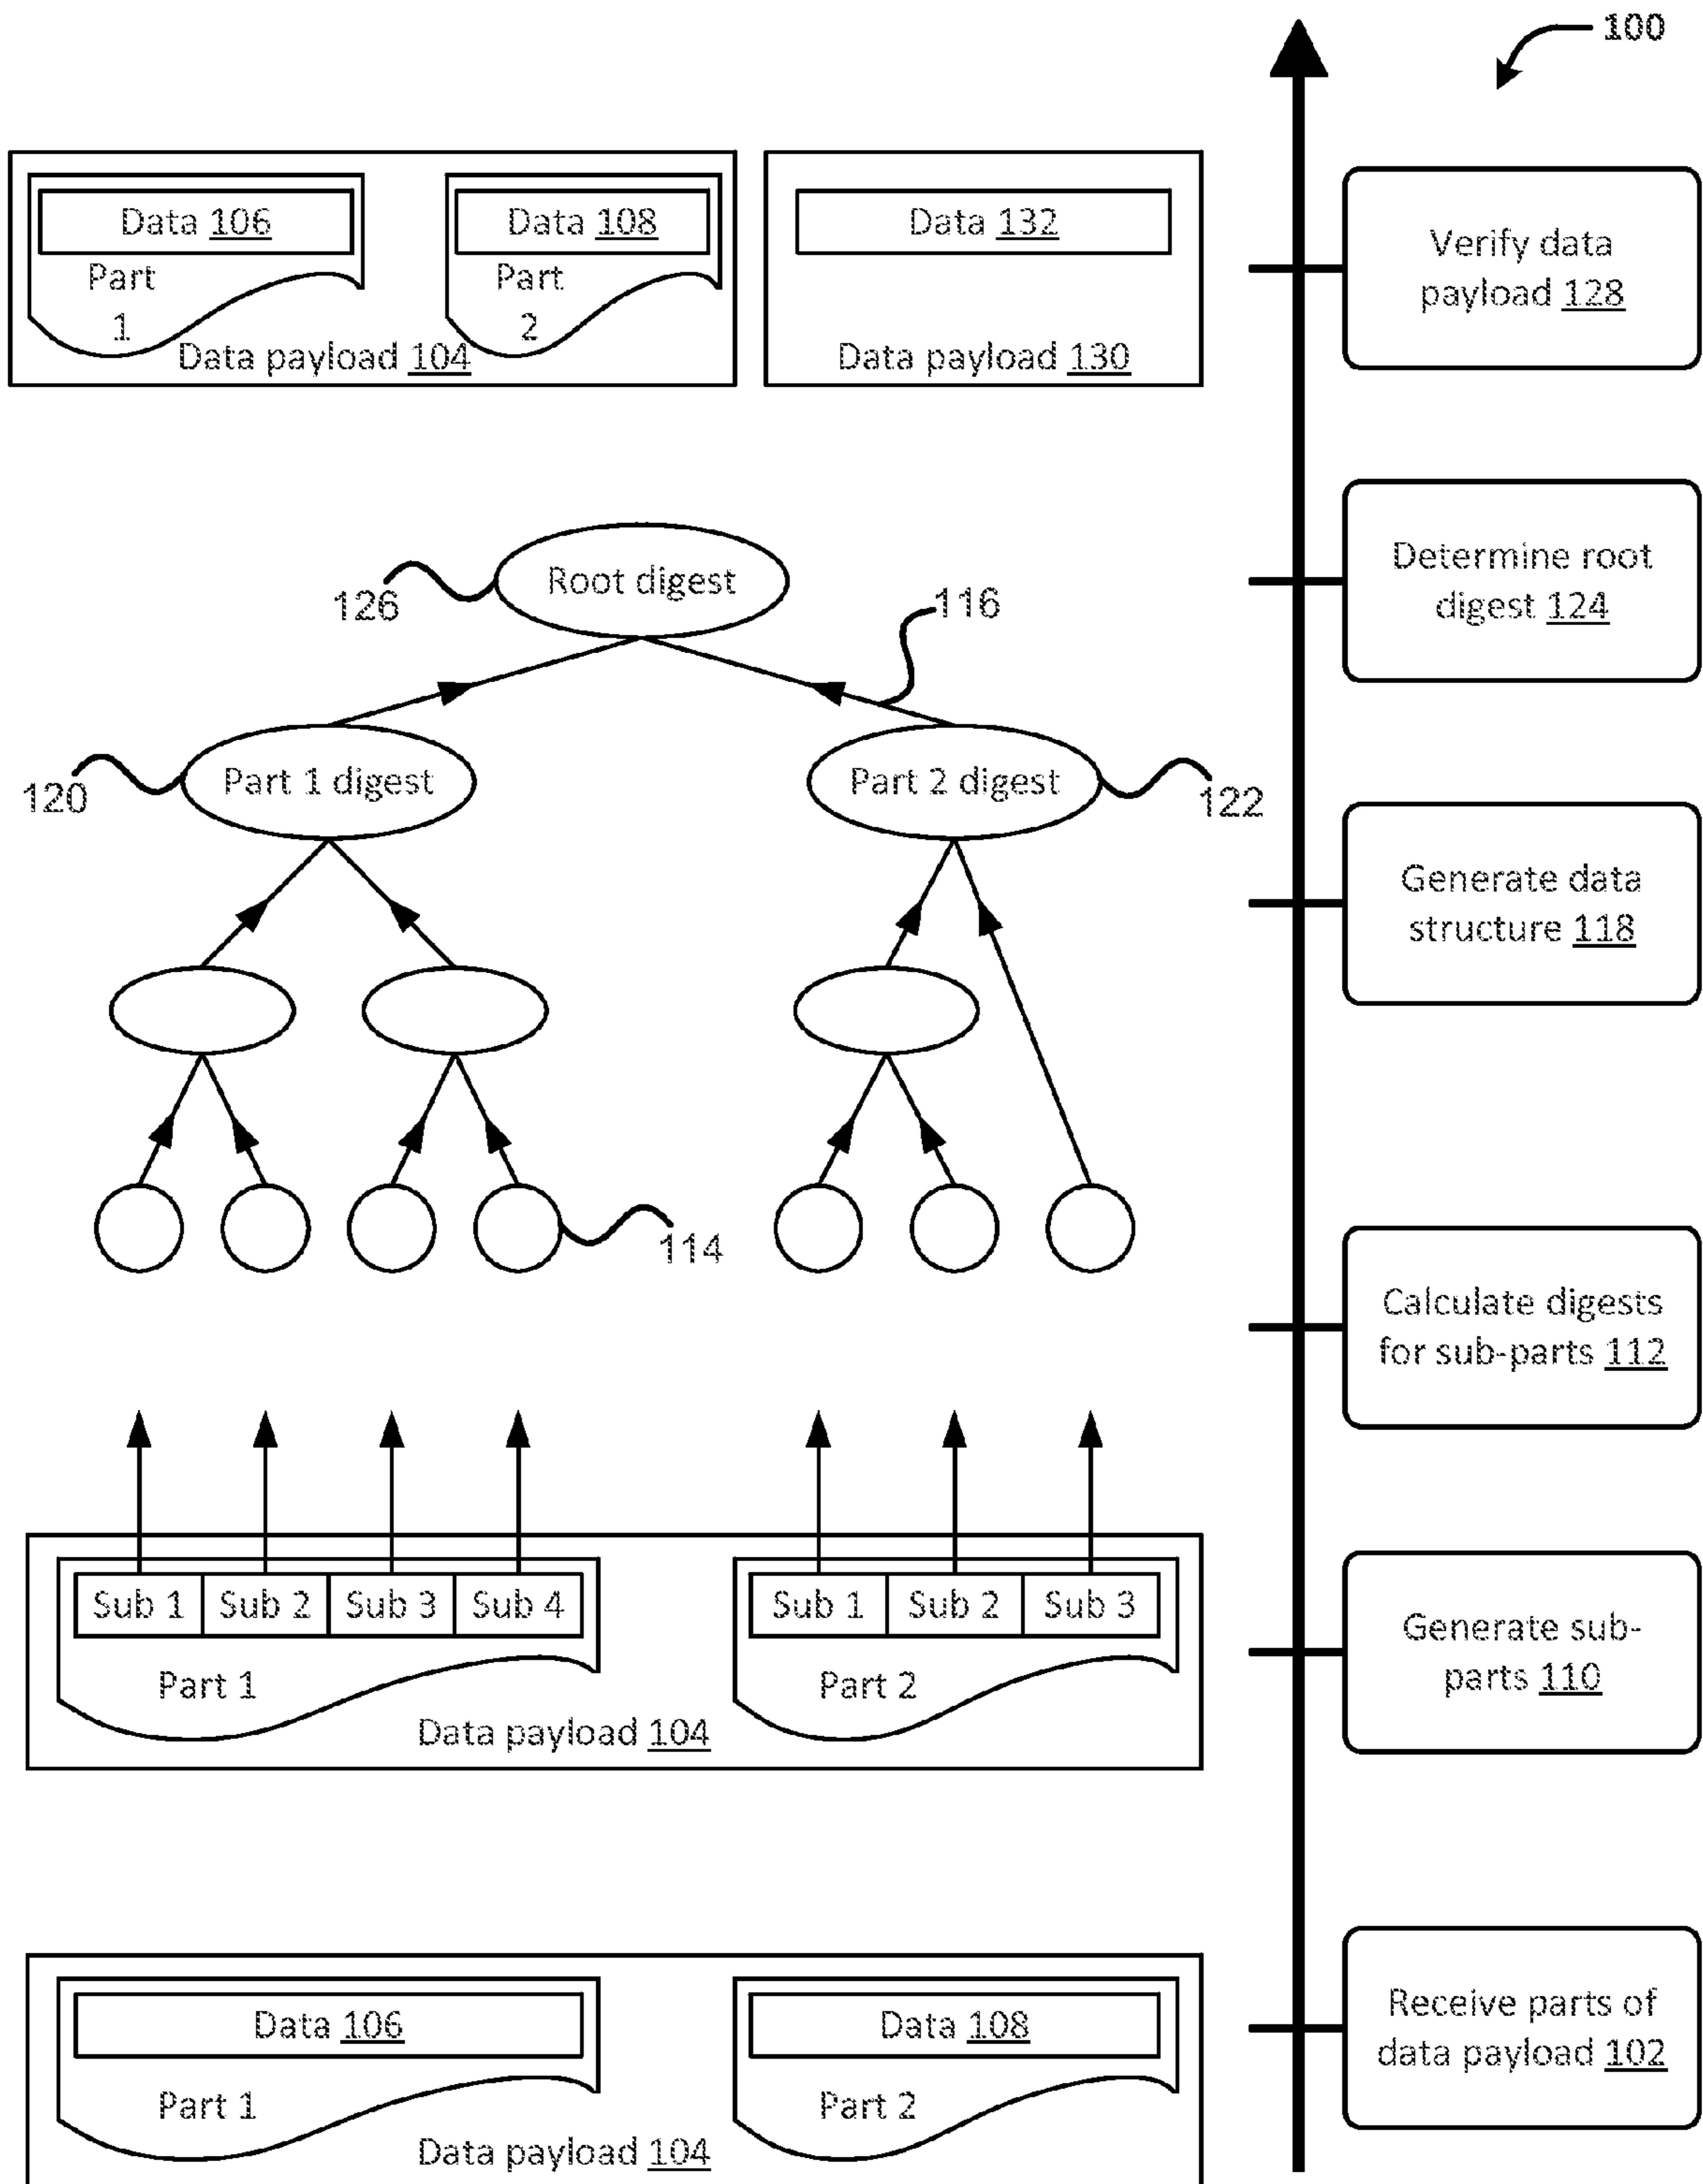 100
Data 106
Part
1
Data 108
Part
2
Data payload 104
Data 132
Data payload 130
Verify data
payload 128
Root digest
126
116
Determine root
digest 124
Part 1 digest
120
Part 2 digest
122
Generate data
structure 118
114
Calculate digests
for sub-parts 112
Sub 1
Sub 2
Sub 3
Sub 4
Part 1
Sub 1
Sub 2
Sub 3
Part 2
Data payload 104
Generate sub-
parts 110
Data 106
Part 1
Data 108
Part 2
Data payload 104
Receive parts of
data payload 102